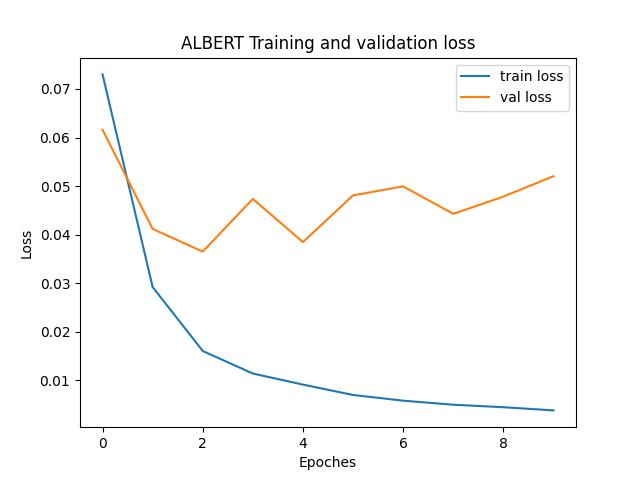 ALBERT Training and validation loss
train loss
val loss
0.07
0.06
0.05
0.04
0.03
0.02
0.01
Loss
0 2 4 6 8
Epoches